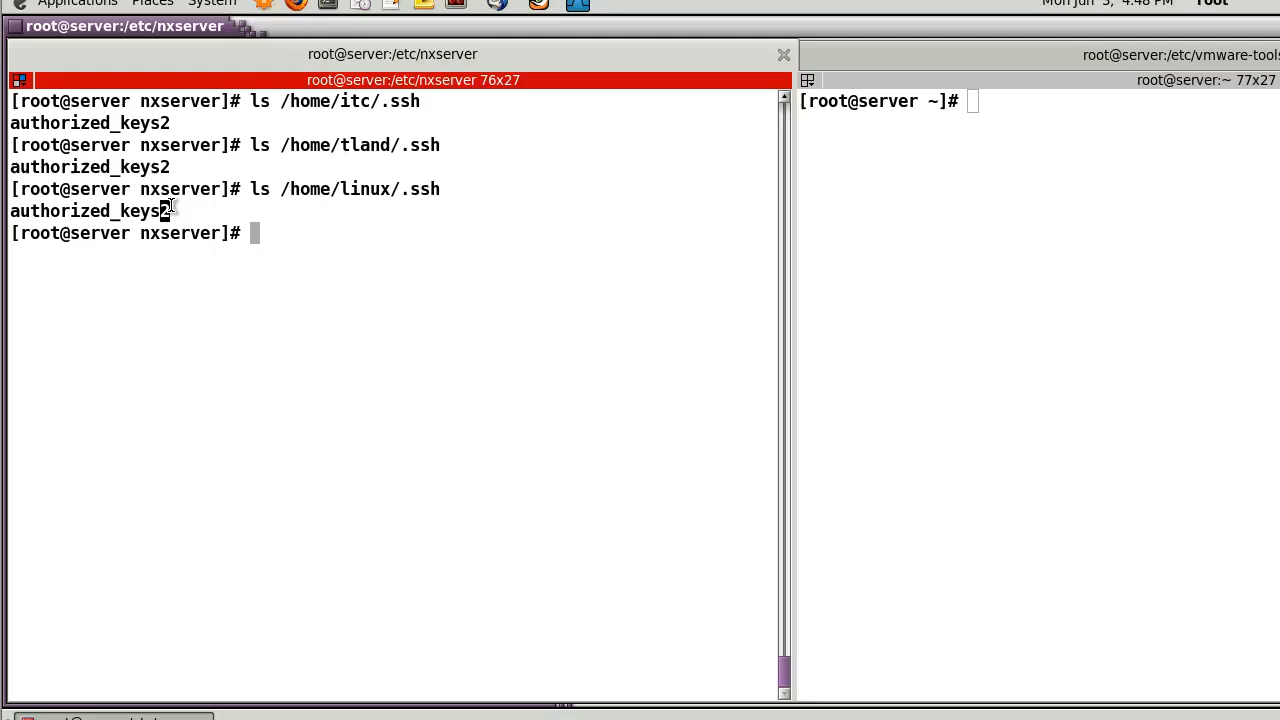 Applications Places System
Mon Jun 3, 4:48 PM root
root@server:/etc/nxserver
root@server:/etc/nxserver
root@server:/etc/vmware-tools
root@server:/etc/nxserver 76x27
root@server:~ 77x27
[root@server nxserver]# ls /home/itc/.ssh
authorized_keys2
[root@server nxserver]# ls /home/tland/.ssh
authorized_keys2
[root@server nxserver]# ls /home/linux/.ssh
authorized_keys2
[root@server nxserver]#
[root@server ~]#